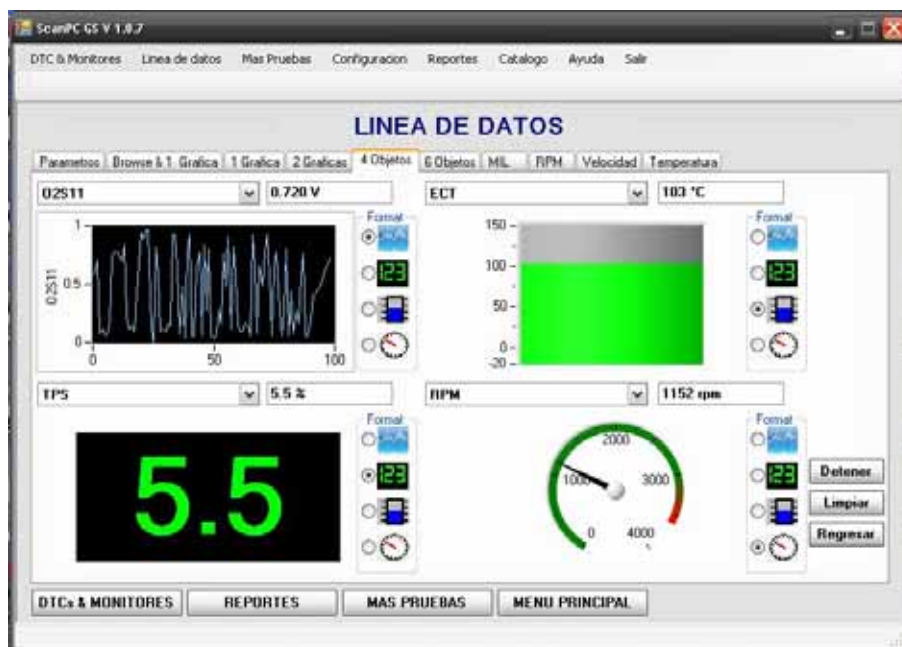 ScanPC GS V 1.0.7
DTC & Monitores Linea de datos Mas Pruebas Configuracion Reportes Catalogo Ayuda Salir
LINEA DE DATOS
Parametros Browse & 1 Grafica 1 Grafica 2 Graficas 4 Objetos 6 Objetos MIL RPM Velocidad Temperatura
O2S11 0.720 V ECT 103 °C
Format Format
1 150
123 100 123
O2S11 0.5 50
0 0
-20
0 50 100
TPS 5.5 % RPM 1152 rpm
Format Format
2000
5.5 123 1000 3000 123 Detener
Limpiar
0 4000 Regresar
DTCs & MONITORES REPORTES MAS PRUEBAS MENU PRINCIPAL